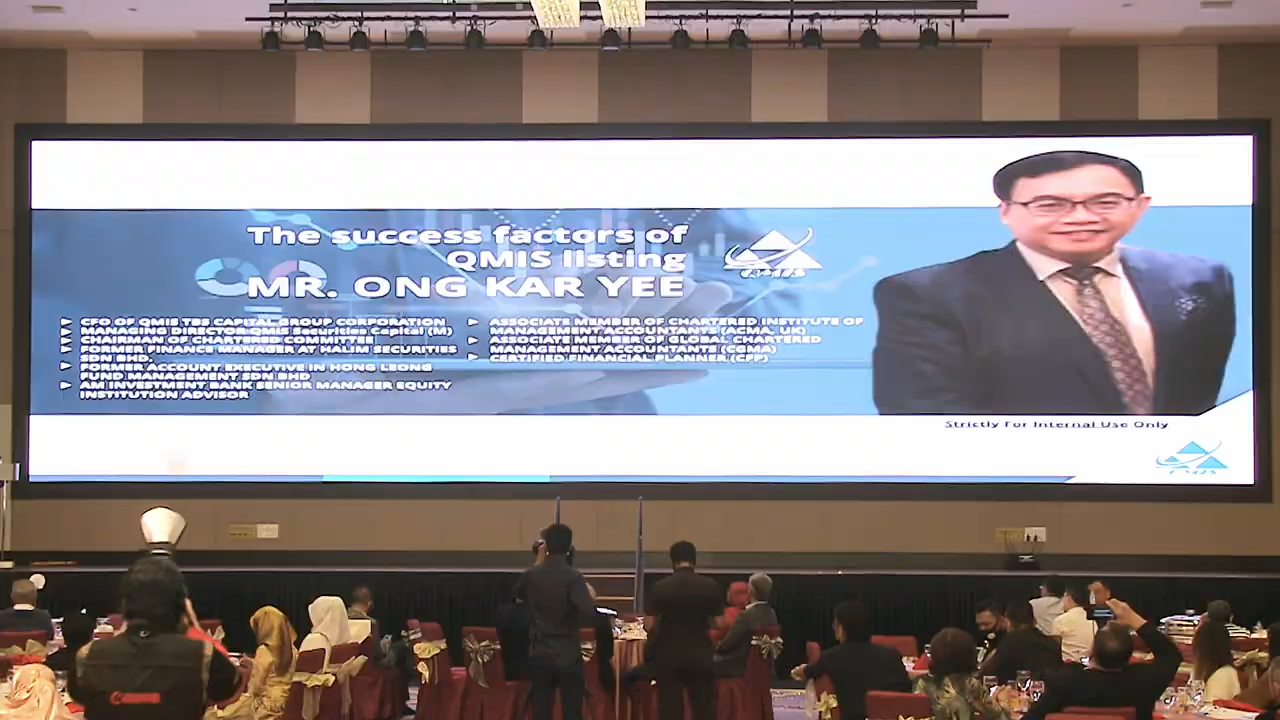 The success factors of
QMIS listing
MR. ONG KAR YEE
CFO OF QMIS TBS CAPITAL GROUP CORPORATION
MANAGING DIRECTOR QMIS Securities Capital (M)
CHAIRMAN OF CHARTERED COMMITTEE
FORMER FINANCE MANAGER AT HALIM SECURITIES
SDN BHD
FORMER ACCOUNT EXECUTIVE IN HONG LEONG
FUND MANAGEMENT SDN BHD
AM INVESTMENT BANK SENIOR MANAGER EQUITY
INSTITUTION ADVISOR
ASSOCIATE MEMBER OF CHARTERED INSTITUTE OF
MANAGEMENT ACCOUNTANTS (ACMA, UK)
ASSOCIATE MEMBER OF GLOBAL CHARTERED
MANAGEMENT ACCOUNTANTS (CGMA)
CERTIFIED FINANCIAL PLANNER (CFP)
QMIS
Strictly For Internal Use Only